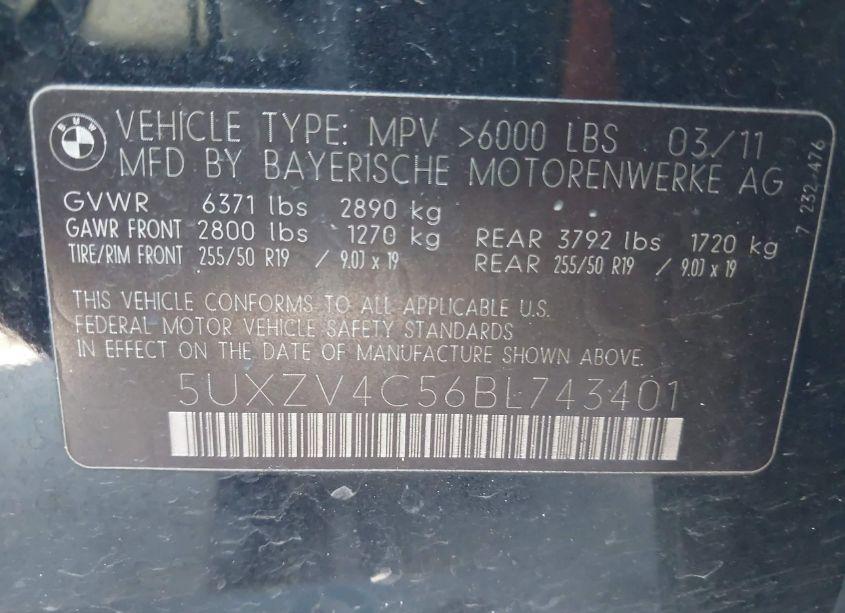 BMW
VEHICLE TYPE: MPV >6000 LBS 03/11
MFD BY BAYERISCHE MOTORENWERKE AG
GVWR 6371 lbs 2890 kg
GAWR FRONT 2800 lbs 1270 kg REAR 3792 lbs 1720 kg
TIRE/RIM FRONT 255/50 R19 / 9.0J x 19 REAR 255/50 R19 / 9.0J x 19
THIS VEHICLE CONFORMS TO ALL APPLICABLE U.S.
FEDERAL MOTOR VEHICLE SAFETY STANDARDS
IN EFFECT ON THE DATE OF MANUFACTURE SHOWN ABOVE.
5UXZV4C56BL743401
7 232 476